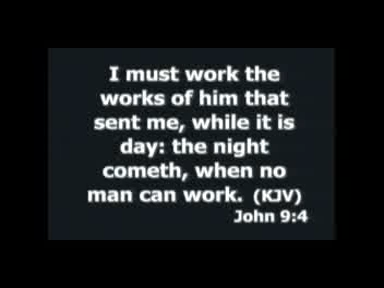 I must work the
works of him that
sent me, while it is
day: the night
cometh, when no
man can work. (KJV)
John 9:4